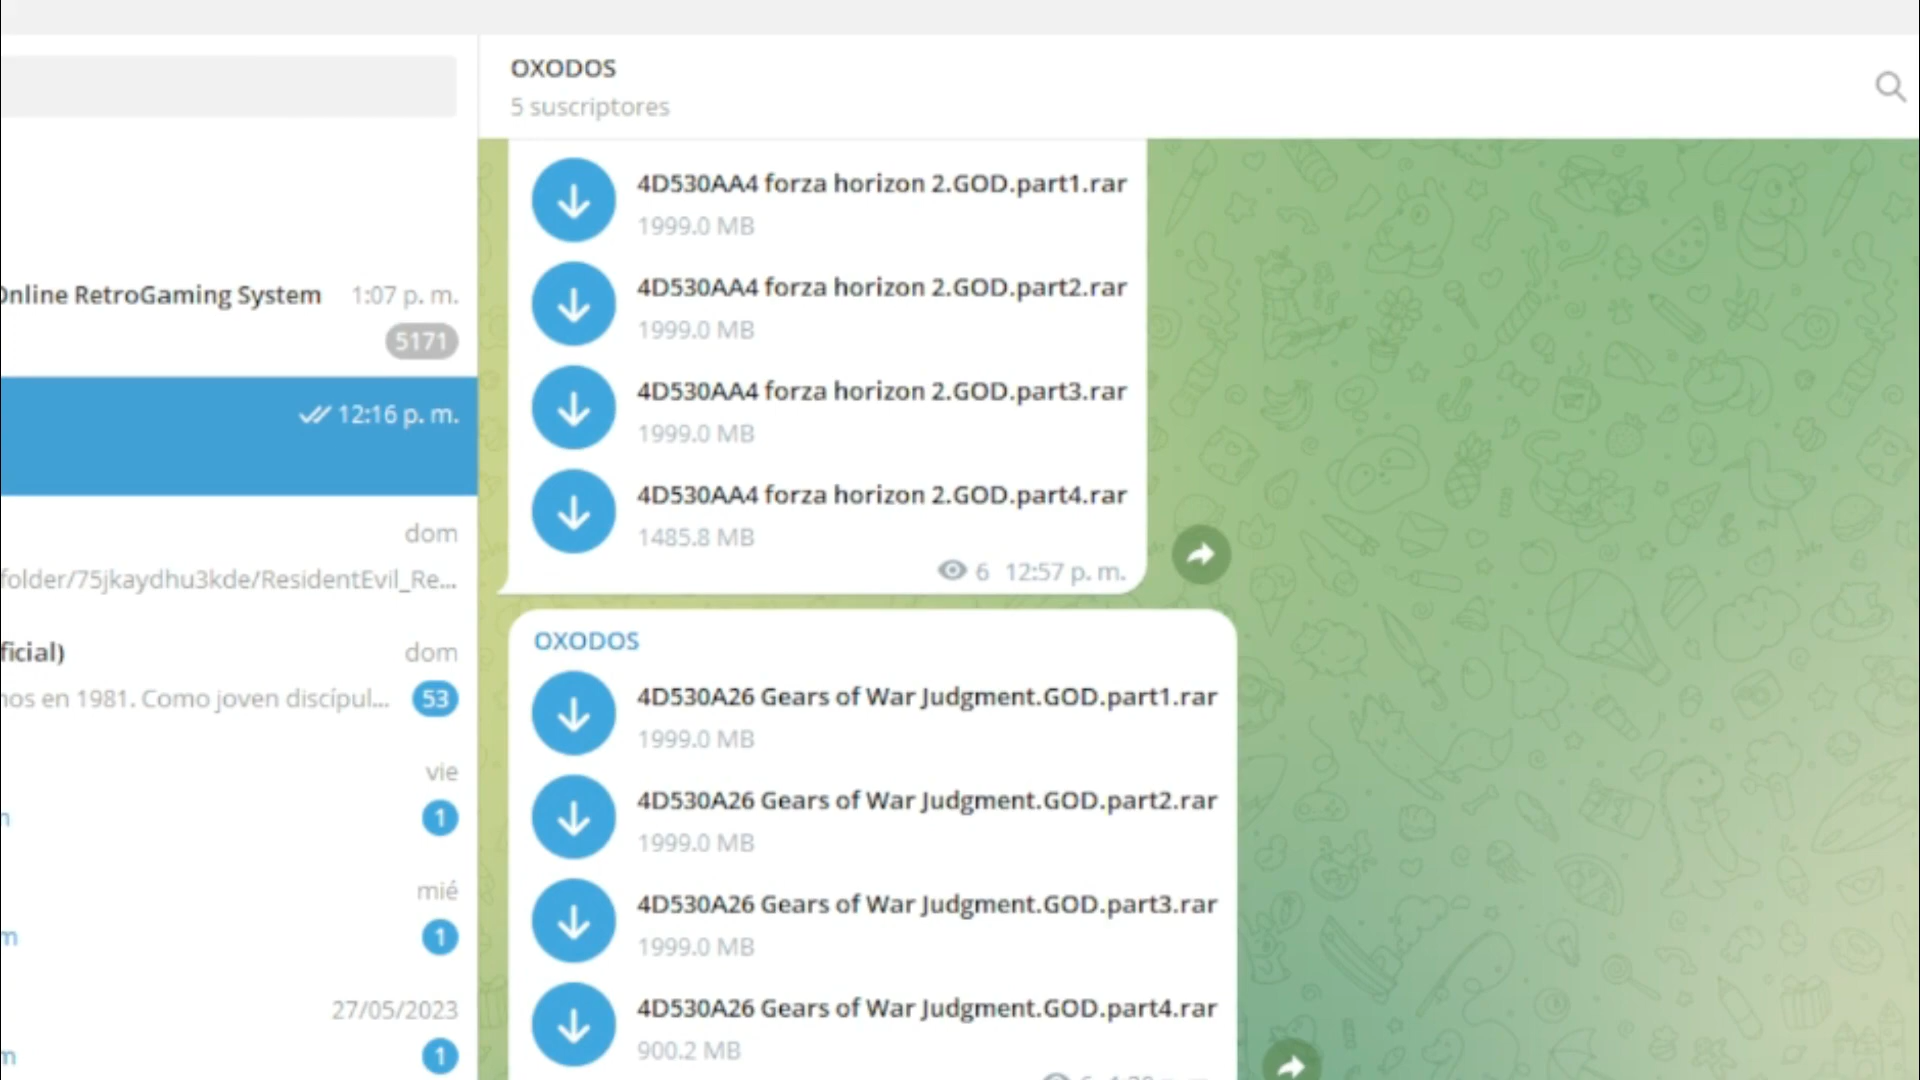 OXODOS
5 suscriptores
4D530AA4 forza horizon 2.GOD.part1.rar
1999.0 MB
4D530AA4 forza horizon 2.GOD.part2.rar
1999.0 MB
4D530AA4 forza horizon 2.GOD.part3.rar
1999.0 MB
4D530AA4 forza horizon 2.GOD.part4.rar
1485.8 MB
6 12:57 p. m.
OXODOS
4D530A26 Gears of War Judgment.GOD.part1.rar
1999.0 MB
4D530A26 Gears of War Judgment.GOD.part2.rar
1999.0 MB
4D530A26 Gears of War Judgment.GOD.part3.rar
1999.0 MB
4D530A26 Gears of War Judgment.GOD.part4.rar
900.2 MB
Online RetroGaming System 1:07 p. m.
5171
12:16 p. m.
dom
folder/75jkaydhu3kde/ResidentEvil_Re...
ficial) dom
nos en 1981. Como joven discípul... 53
vie
1
mié
m 1
27/05/2023
m 1